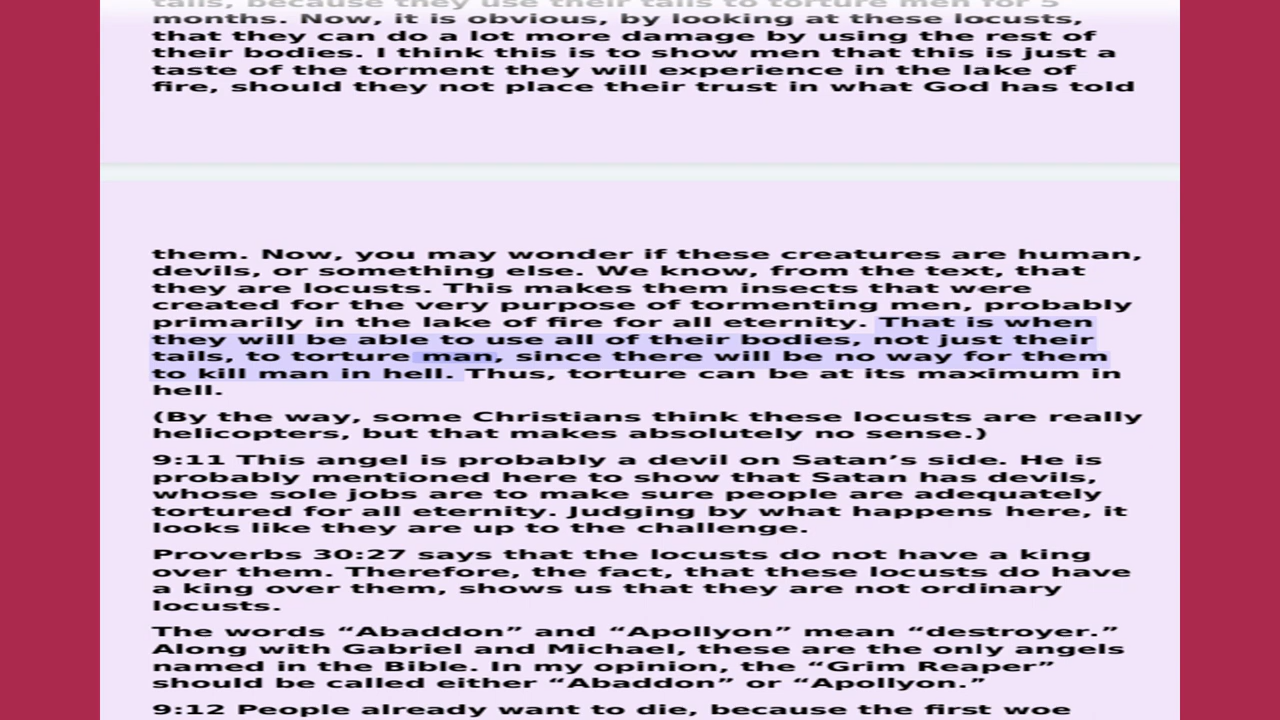 tails, because they use their tails to torture men for 5
months. Now, it is obvious, by looking at these locusts,
that they can do a lot more damage by using the rest of
their bodies. I think this is to show men that this is just a
taste of the torment they will experience in the lake of
fire, should they not place their trust in what God has told
them. Now, you may wonder if these creatures are human,
devils, or something else. We know, from the text, that
they are locusts. This makes them insects that were
created for the very purpose of tormenting men, probably
primarily in the lake of fire for all eternity. That is when
they will be able to use all of their bodies, not just their
tails, to torture man, since there will be no way for them
to kill man in hell. Thus, torture can be at its maximum in
hell.
(By the way, some Christians think these locusts are really
helicopters, but that makes absolutely no sense.)
9:11 This angel is probably a devil on Satan’s side. He is
probably mentioned here to show that Satan has devils,
whose sole jobs are to make sure people are adequately
tortured for all eternity. Judging by what happens here, it
looks like they are up to the challenge.
Proverbs 30:27 says that the locusts do not have a king
over them. Therefore, the fact, that these locusts do have
a king over them, shows us that they are not ordinary
locusts.
The words “Abaddon” and “Apollyon” mean “destroyer.”
Along with Gabriel and Michael, these are the only angels
named in the Bible. In my opinion, the “Grim Reaper”
should be called either “Abaddon” or “Apollyon.”
9:12 People already want to die, because the first woe